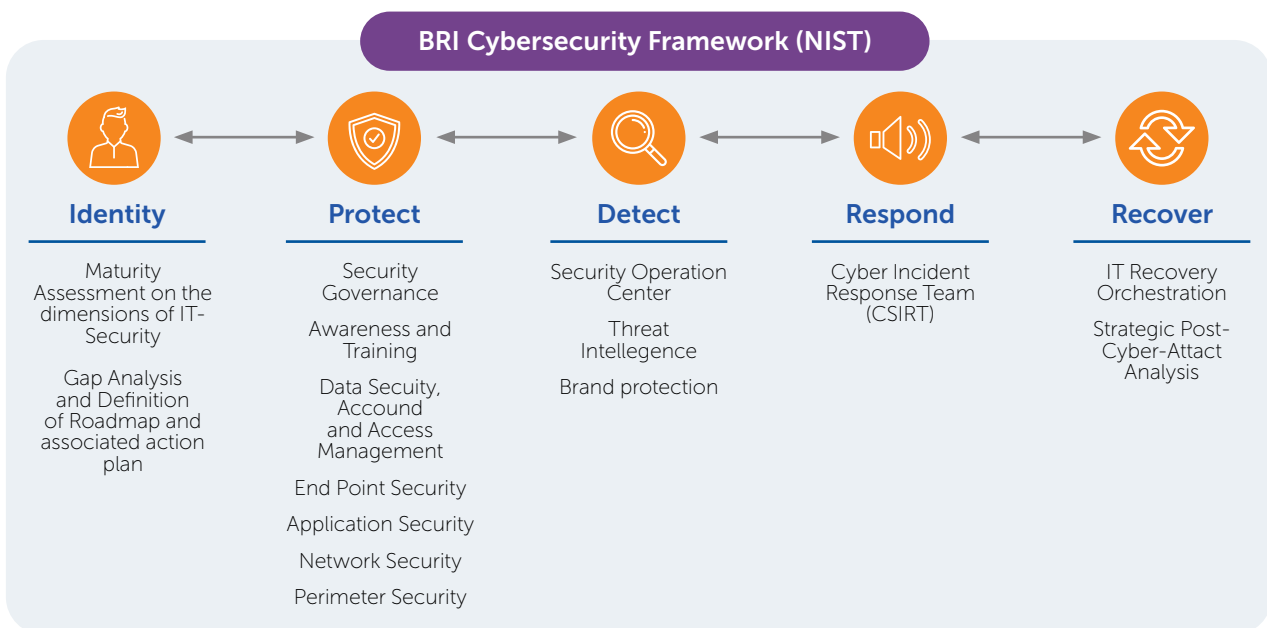 BRI Cybersecurity Framework (NIST)
Identity
Maturity
Assessment on the
dimensions of IT-
Security
Gap Analysis
and Definition
of Roadmap and
associated action
plan
Protect
Security
Governance
Awareness and
Training
Data Secuity,
Accound
and Access
Management
End Point Security
Application Security
Network Security
Perimeter Security
Detect
Security Operation
Center
Threat
Intellegence
Brand protection
Respond
Cyber Incident
Response Team
(CSIRT)
Recover
IT Recovery
Orchestration
Strategic Post-
Cyber-Attact
Analysis